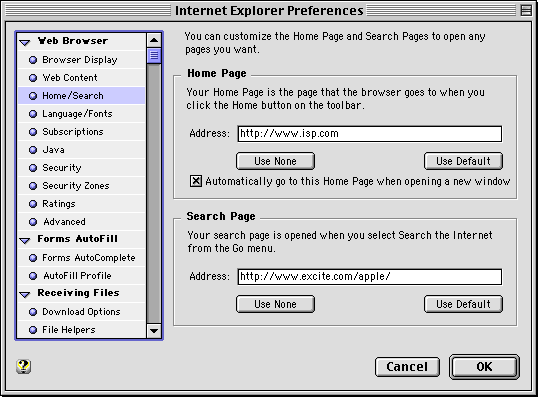 Internet Explorer Preferences
Web Browser
Browser Display
Web Content
Home/Search
Language/Fonts
Subscriptions
Java
Security
Security Zones
Ratings
Advanced
Forms AutoFill
Forms AutoComplete
AutoFill Profile
Receiving Files
Download Options
File Helpers
You can customize the Home Page and Search Pages to open any
pages you want.
Home Page
Your Home Page is the page that the browser goes to when you
click the Home button on the toolbar.
Address: http://www.isp.com
Use None Use Default
Automatically go to this Home Page when opening a new window
Search Page
Your search page is opened when you select Search the Internet
from the Go menu.
Address: http://www.excite.com/apple/
Use None Use Default
? Cancel OK